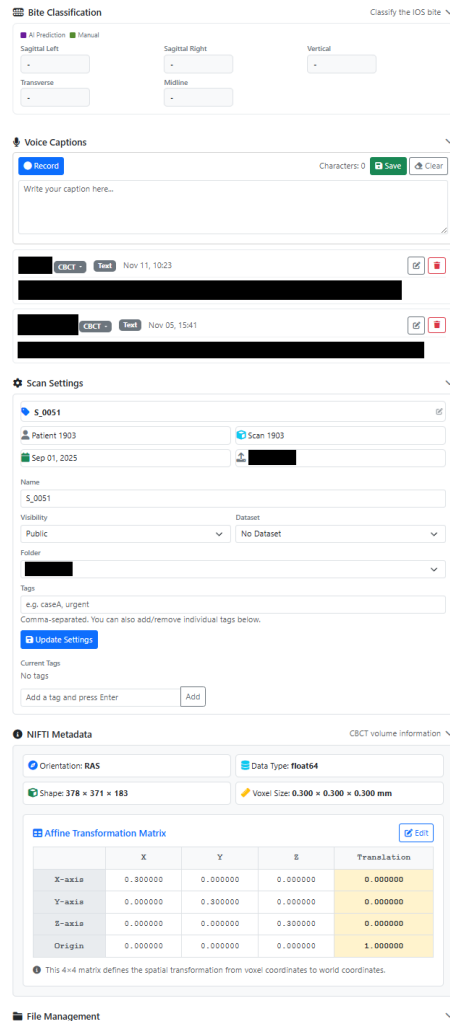 Bite Classification Classify the IOS bite
AI Prediction Manual
Sagittal Left Sagittal Right Vertical
- - -
Transverse Midline
- -
Voice Captions
Record Characters: 0 Save Clear
Write your caption here...
CBCT - Text Nov 11, 10:23
CBCT - Text Nov 05, 15:41
Scan Settings
S_0051
Patient 1903 Scan 1903
Sep 01, 2025
Name
S_0051
Visibility Dataset
Public No Dataset
Folder
Tags
e.g. caseA, urgent
Comma-separated. You can also add/remove individual tags below.
Update Settings
Current Tags
No tags
Add a tag and press Enter Add
NIFTI Metadata CBCT volume information
Orientation: RAS Data Type: float64
Shape: 378 × 371 × 183 Voxel Size: 0.300 × 0.300 × 0.300 mm
Affine Transformation Matrix Edit
X Y Z Translation
X-axis 0.300000 0.000000 0.000000 0.000000
Y-axis 0.000000 0.300000 0.000000 0.000000
Z-axis 0.000000 0.000000 0.300000 0.000000
Origin 0.000000 0.000000 0.000000 1.000000
This 4×4 matrix defines the spatial transformation from voxel coordinates to world coordinates.
File Management